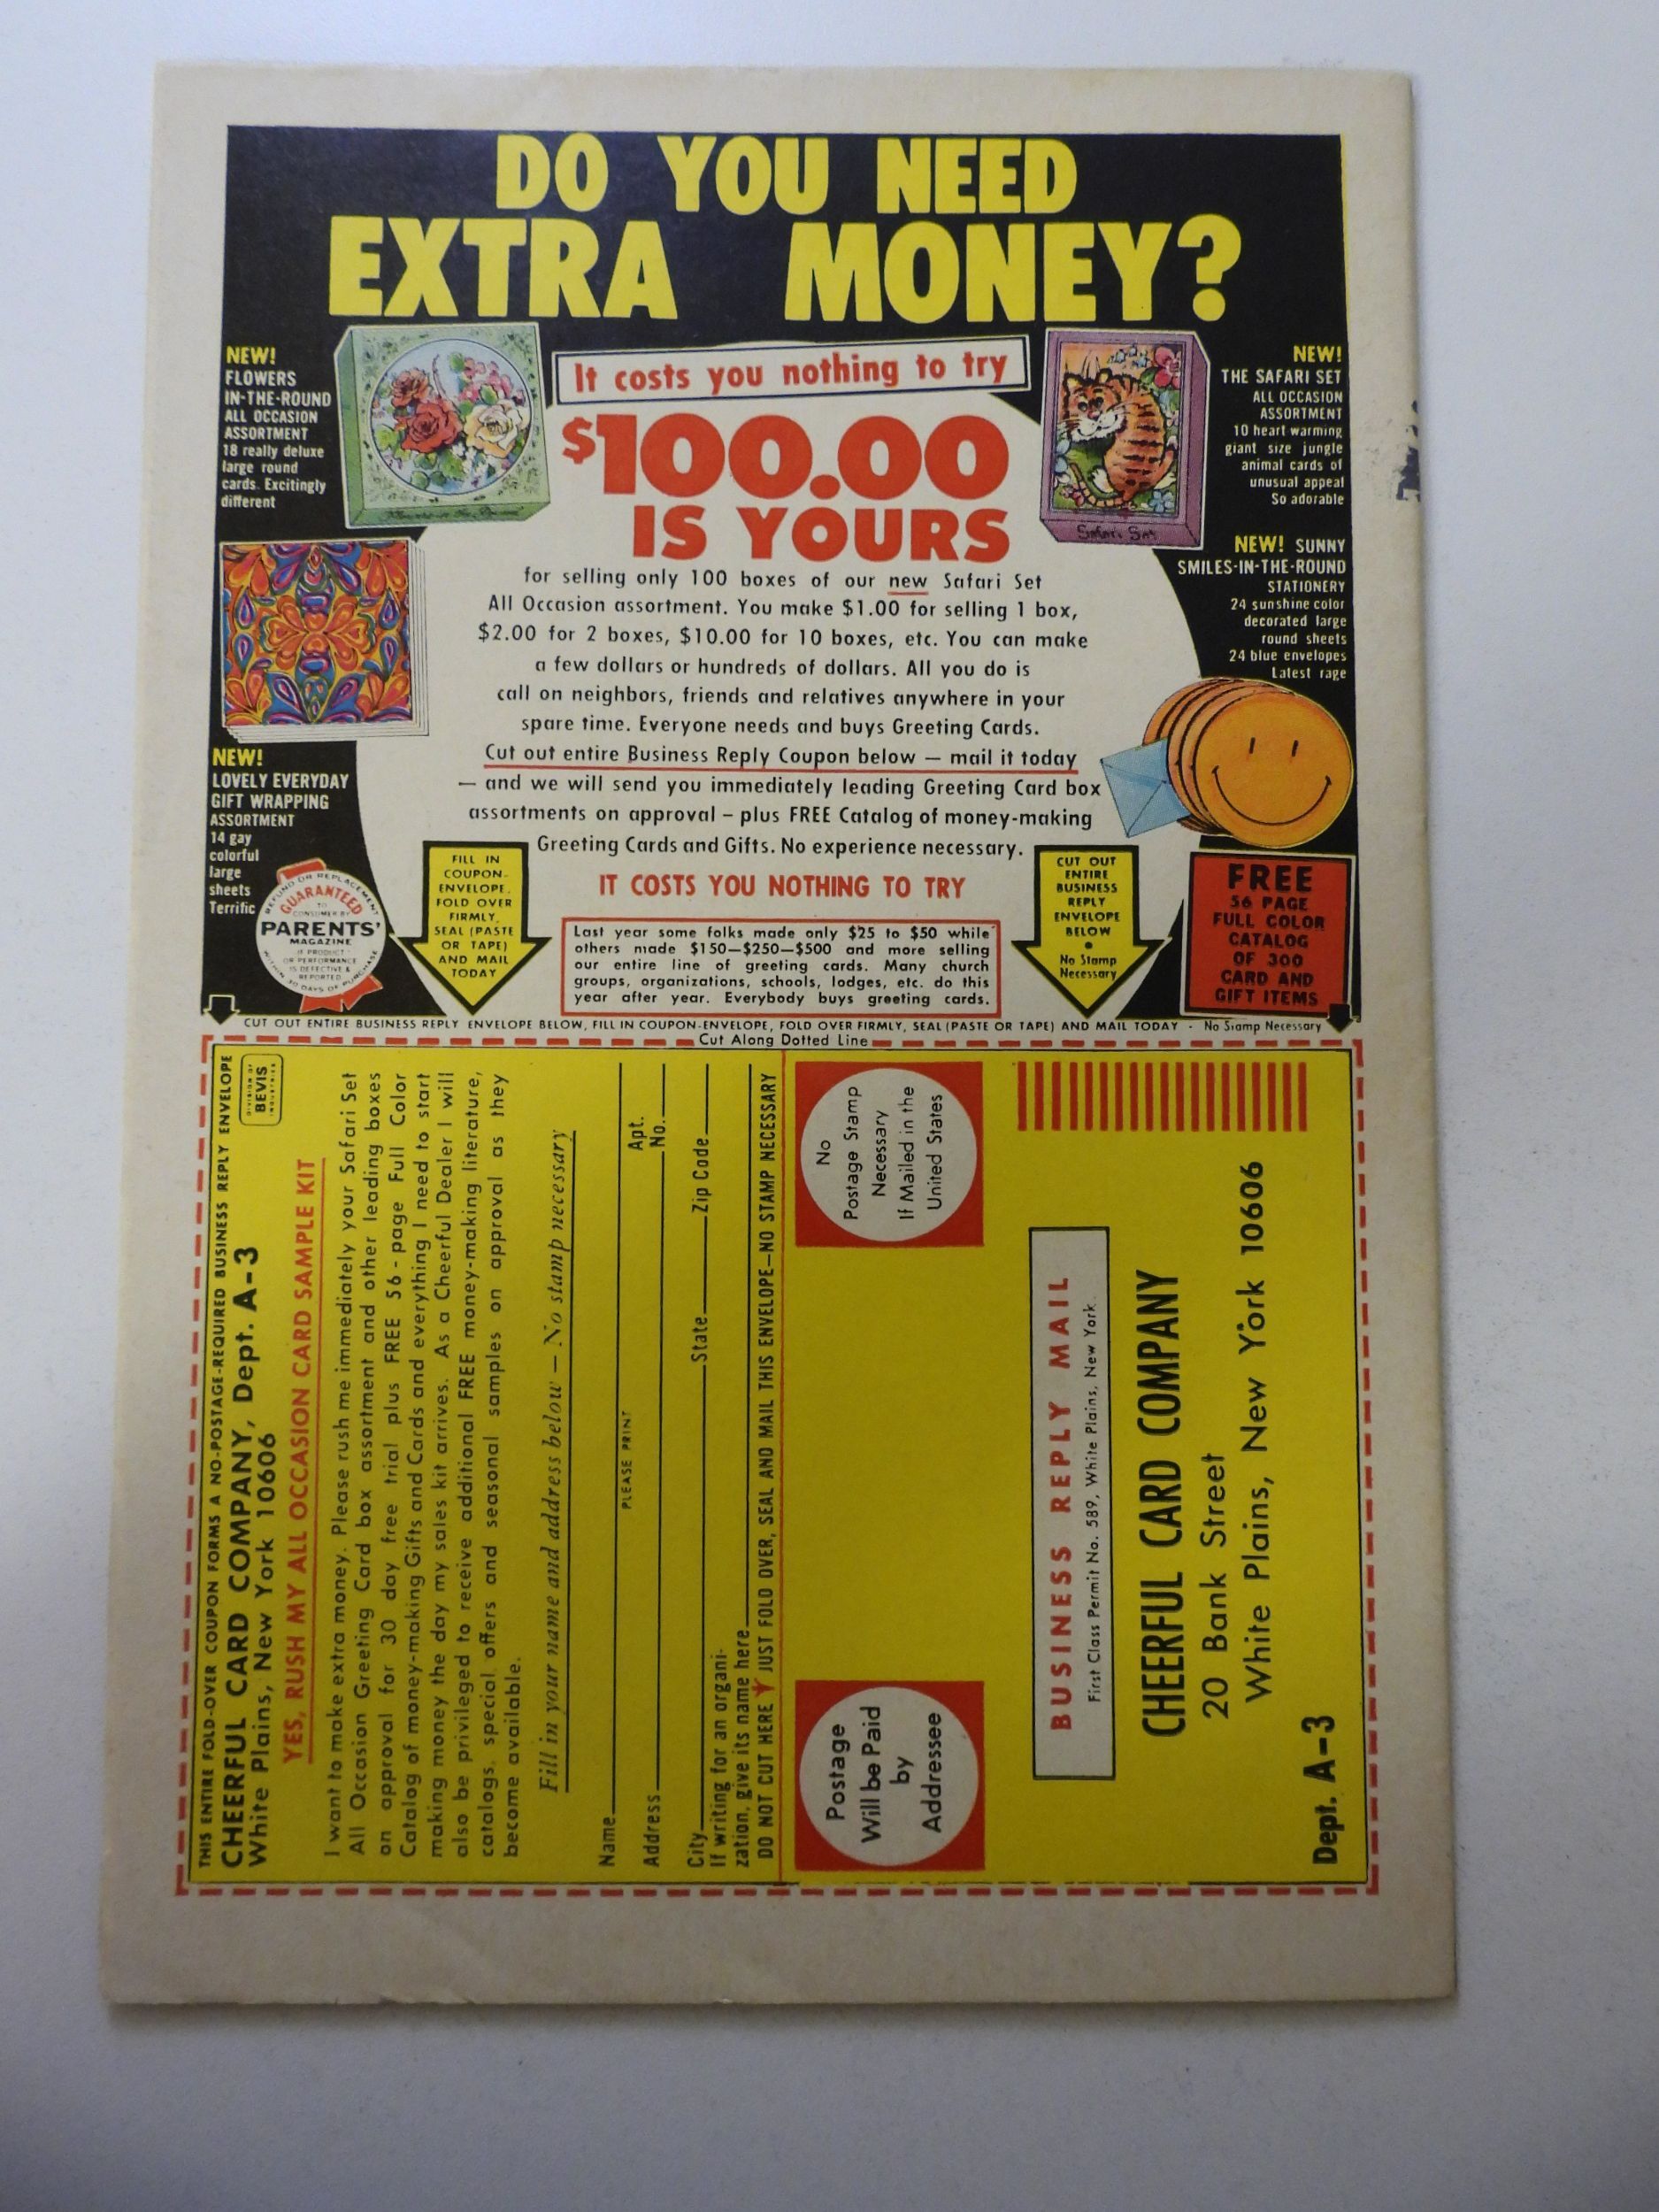 DO YOU NEED
EXTRA MONEY?
NEW!
FLOWERS
IN-THE-ROUND
ALL OCCASION
ASSORTMENT
18 really deluxe
large round
cards. Excitingly
different
It costs you nothing to try
$100.00
IS YOURS
Safari Set
NEW!
THE SAFARI SET
ALL OCCASION
ASSORTMENT
10 heart warming
giant size jungle
animal cards of
unusual appeal
So adorable
for selling only 100 boxes of our new Safari Set
All Occasion assortment. You make $1.00 for selling 1 box,
$2.00 for 2 boxes, $10.00 for 10 boxes, etc. You can make
a few dollars or hundreds of dollars. All you do is
call on neighbors, friends and relatives anywhere in your
spare time. Everyone needs and buys Greeting Cards.
Cut out entire Business Reply Coupon below — mail it today
— and we will send you immediately leading Greeting Card box
assortments on approval – plus FREE Catalog of money-making
Greeting Cards and Gifts. No experience necessary.
NEW! SUNNY
SMILES-IN-THE-ROUND
STATIONERY
24 sunshine color
decorated large
round sheets
24 blue envelopes
Latest rage
NEW!
LOVELY EVERYDAY
GIFT WRAPPING
ASSORTMENT
14 gay
colorful
large
sheets
Terrific
REFUND OR REPLACEMENT
GUARANTEED
TO
CONSUMER BY
PARENTS'
MAGAZINE
IF PRODUCT
OR PERFORMANCE
IS DEFECTIVE &
REPORTED
WITHIN 30 DAYS OF PURCHASE
FILL IN
COUPON-
ENVELOPE,
FOLD OVER
FIRMLY,
SEAL (PASTE
OR TAPE)
AND MAIL
TODAY
IT COSTS YOU NOTHING TO TRY
Last year some folks made only $25 to $50 while
others made $150—$250—$500 and more selling
our entire line of greeting cards. Many church
groups, organizations, schools, lodges, etc. do this
year after year. Everybody buys greeting cards.
CUT OUT
ENTIRE
BUSINESS
REPLY
ENVELOPE
BELOW
•
No Stamp
Necessary
FREE
56 PAGE
FULL COLOR
CATALOG
OF 300
CARD AND
GIFT ITEMS
CUT OUT ENTIRE BUSINESS REPLY ENVELOPE BELOW, FILL IN COUPON-ENVELOPE, FOLD OVER FIRMLY, SEAL (PASTE OR TAPE) AND MAIL TODAY - No Stamp Necessary
Cut Along Dotted Line
THIS ENTIRE FOLD-OVER COUPON FORMS A NO-POSTAGE-REQUIRED BUSINESS REPLY ENVELOPE
CHEERFUL CARD COMPANY, Dept. A-3
White Plains, New York 10606
DIVISION OF
BEVIS
INDUSTRIES
YES, RUSH MY ALL OCCASION CARD SAMPLE KIT
I want to make extra money. Please rush me immediately your Safari Set
All Occasion Greeting Card box assortment and other leading boxes
on approval for 30 day free trial plus FREE 56-page Full Color
Catalog of money-making Gifts and Cards and everything I need to start
making money the day my sales kit arrives. As a Cheerful Dealer I will
also be privileged to receive additional FREE money-making literature,
catalogs, special offers and seasonal samples on approval as they
become available.
Fill in your name and address below — No stamp necessary
Name
PLEASE PRINT
Address Apt. No.
City State Zip Code
If writing for an organi-
zation, give its name here
DO NOT CUT HERE JUST FOLD OVER, SEAL AND MAIL THIS ENVELOPE—NO STAMP NECESSARY
Postage
Will be Paid
by
Addressee
No
Postage Stamp
Necessary
If Mailed in the
United States
BUSINESS REPLY MAIL
First Class Permit No. 589, White Plains, New York
CHEERFUL CARD COMPANY
20 Bank Street
White Plains, New York 10606
Dept. A-3